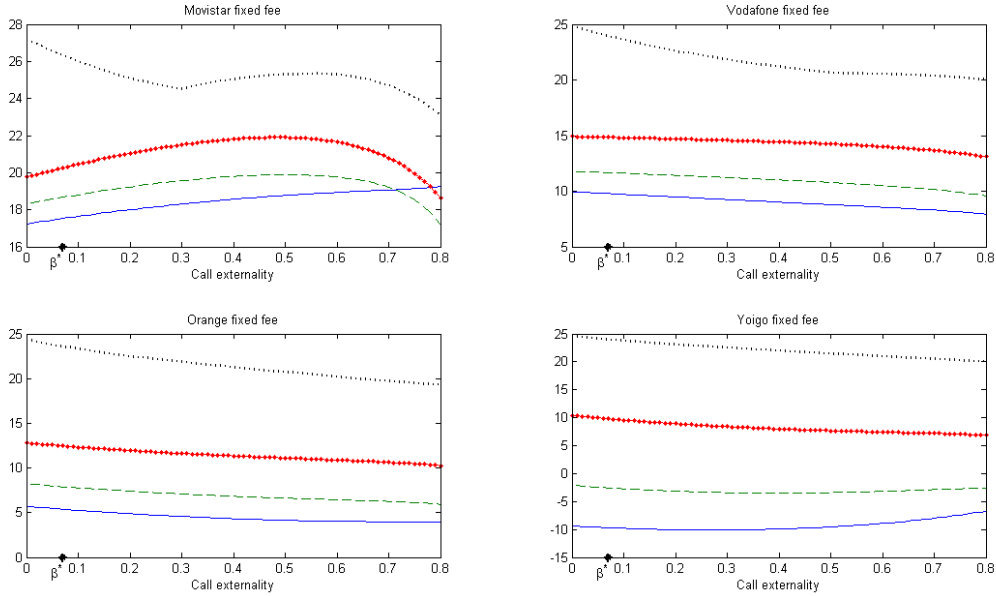 Movistar fixed fee
28
26
24
22
20
18
16
0 0.1 0.2 0.3 0.4 0.5 0.6 0.7 0.8
β*
Call externality
Vodafone fixed fee
25
20
15
10
5
0 0.1 0.2 0.3 0.4 0.5 0.6 0.7 0.8
β*
Call externality
Orange fixed fee
25
20
15
10
5
0
0 0.1 0.2 0.3 0.4 0.5 0.6 0.7 0.8
β*
Call externality
Yoigo fixed fee
25
20
15
10
5
0
-5
-10
-15
0 0.1 0.2 0.3 0.4 0.5 0.6 0.7 0.8
β*
Call externality